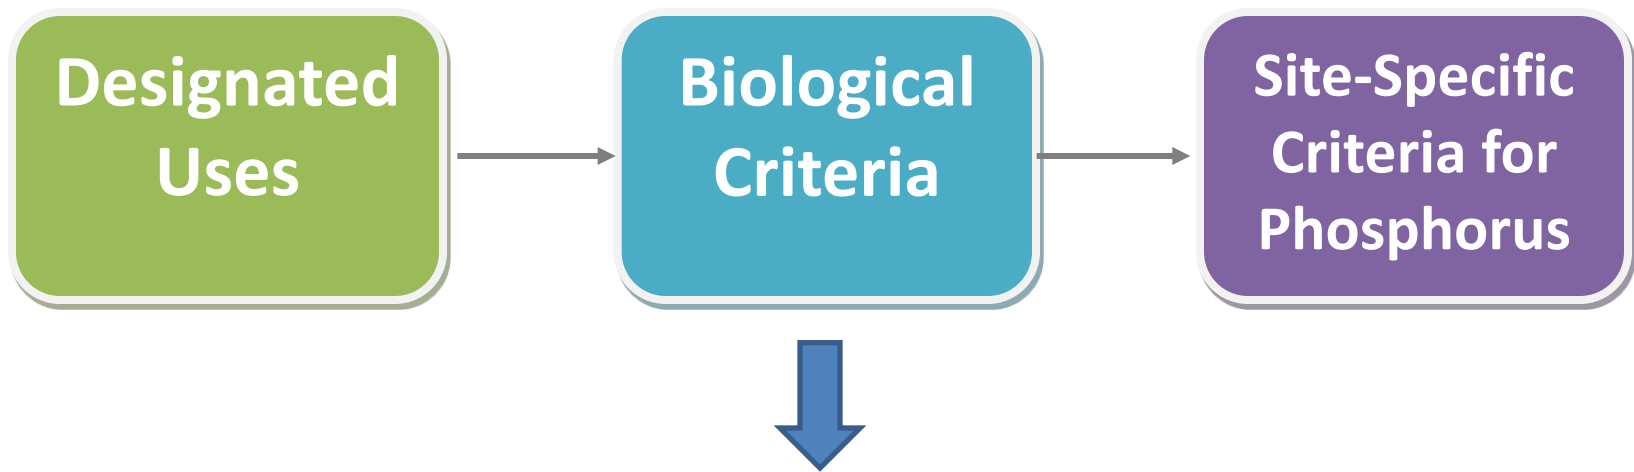 Designated
Uses
Biological
Criteria
Site-Specific
Criteria for
Phosphorus